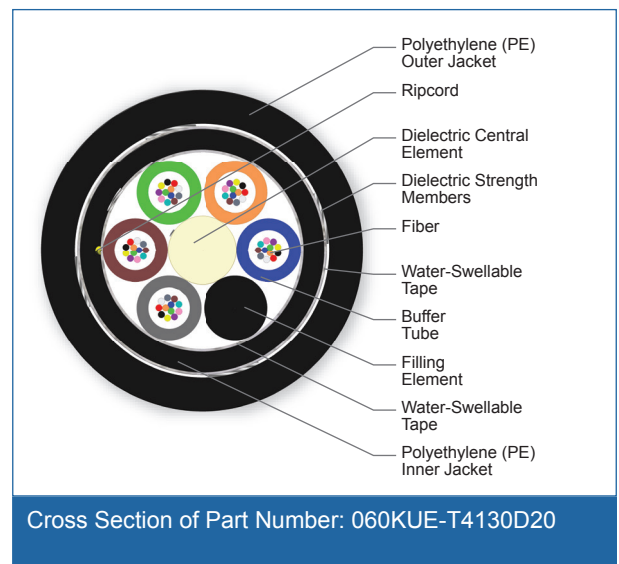 Polyethylene (PE)
Outer Jacket
Ripcord
Dielectric Central
Element
Dielectric Strength
Members
Fiber
Water-Swellable
Tape
Buffer
Tube
Filling
Element
Water-Swellable
Tape
Polyethylene (PE)
Inner Jacket
Cross Section of Part Number: 060KUE-T4130D20